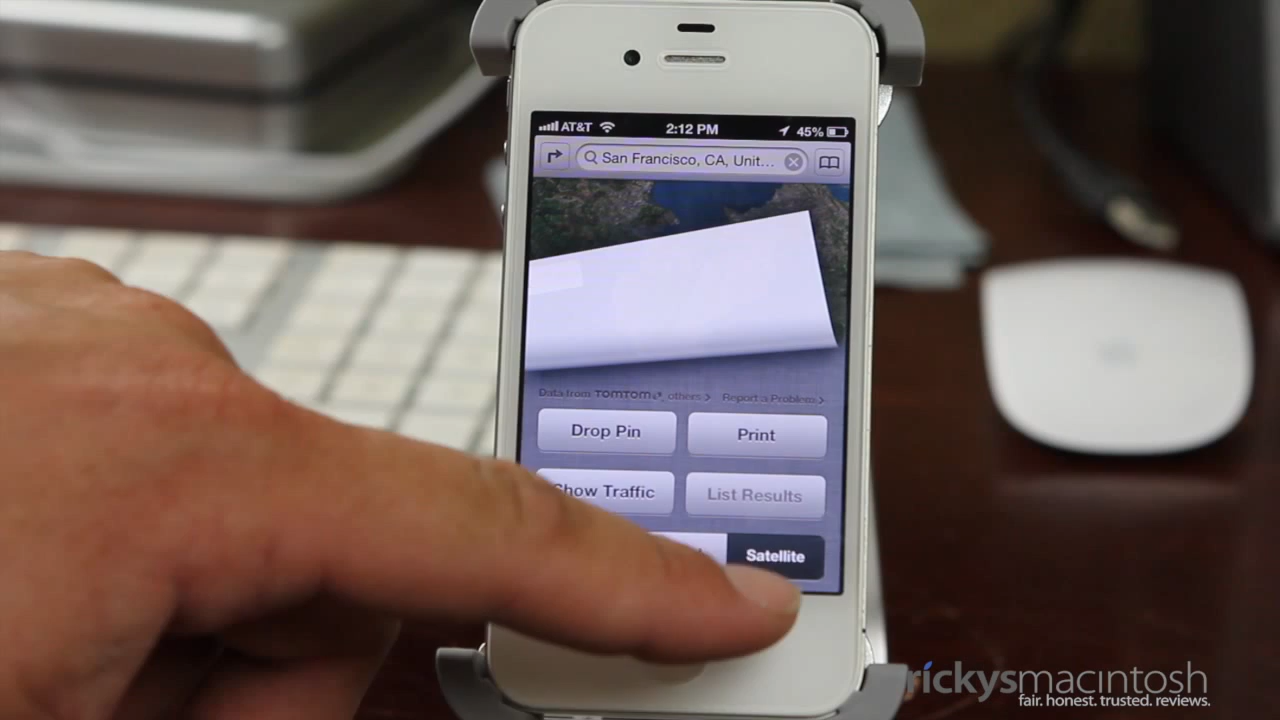 AT&T 2:12 PM 45%
San Francisco, CA, Unit...
Data from TomTom, others > Report a Problem >
Drop Pin Print
Show Traffic List Results
Satellite
rickysmacintosh
fair. honest. trusted. reviews.